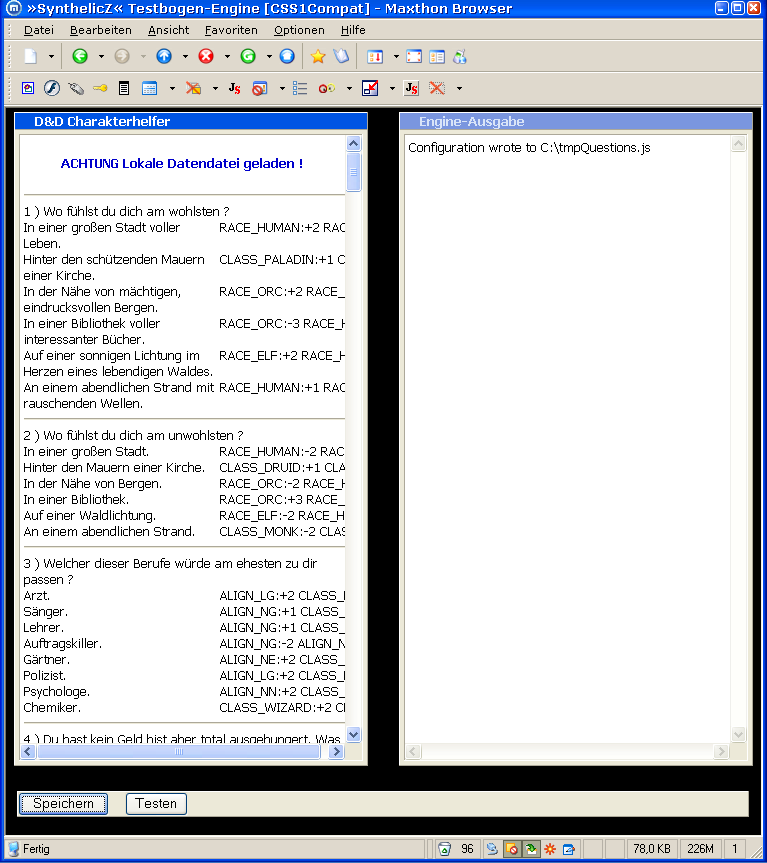 »SynthelicZ« Testbogen-Engine [CSS1Compat] - Maxthon Browser
Datei Bearbeiten Ansicht Favoriten Optionen Hilfe
D&D Charakterhelfer
ACHTUNG Lokale Datendatei geladen !
1 ) Wo fühlst du dich am wohlsten ?
In einer großen Stadt voller RACE_HUMAN:+2 RAC
Leben.
Hinter den schützenden Mauern CLASS_PALADIN:+1 C
einer Kirche.
In der Nähe von mächtigen, RACE_ORC:+2 RACE_
eindrucksvollen Bergen.
In einer Bibliothek voller RACE_ORC:-3 RACE_H
interessanter Bücher.
Auf einer sonnigen Lichtung im RACE_ELF:+2 RACE_H
Herzen eines lebendigen Waldes.
An einem abendlichen Strand mit RACE_HUMAN:+1 RAC
rauschenden Wellen.
2 ) Wo fühlst du dich am unwohlsten ?
In einer großen Stadt. RACE_HUMAN:-2 RAC
Hinter den Mauern einer Kirche. CLASS_DRUID:+1 CLA
In der Nähe von Bergen. RACE_ORC:-2 RACE_H
In einer Bibliothek. RACE_ORC:+3 RACE_
Auf einer Waldlichtung. RACE_ELF:-2 RACE_H
An einem abendlichen Strand. CLASS_MONK:-2 CLAS
3 ) Welcher dieser Berufe würde am ehesten zu dir
passen ?
Arzt. ALIGN_LG:+2 CLASS_
Sänger. ALIGN_NG:+1 CLASS_
Lehrer. ALIGN_NG:+1 CLASS_
Auftragskiller. ALIGN_NG:-2 ALIGN_N
Gärtner. ALIGN_NE:+2 CLASS_
Polizist. ALIGN_LG:+2 CLASS_
Psychologe. ALIGN_NN:+2 CLASS_
Chemiker. CLASS_WIZARD:+2 C
4 ) Du hast kein Geld bist aber total ausgehungert. Was
Engine-Ausgabe
Configuration wrote to C:\tmpQuestions.js
Speichern Testen
Fertig 96 78,0 KB 226M 1